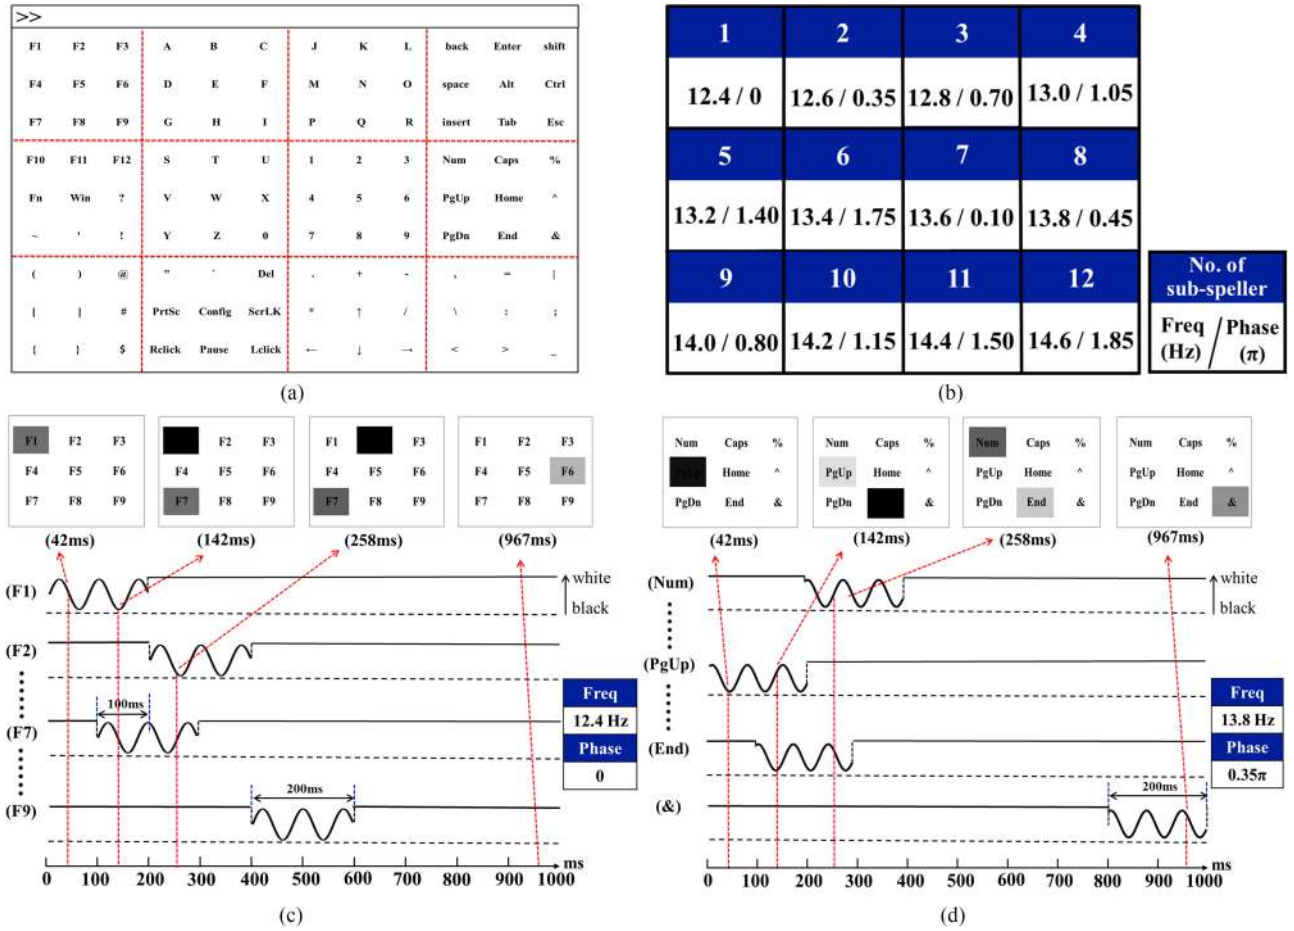 >>
F1 F2 F3 A B C J K L back Enter shift
F4 F5 F6 D E F M N O space Alt Ctrl
F7 F8 F9 G H I P Q R insert Tab Esc
F10 F11 F12 S T U 1 2 3 Num Caps %
Fn Win ? V W X 4 5 6 PgUp Home ^
~ ' ! Y Z 0 7 8 9 PgDn End &
( ) @ " ` Del . + - , = |
[ ] # PrtSc Config ScrLK * ↑ / \ : ;
{ } $ Rclick Pause Lclick ← ↓ → < > _
(a)
1 2 3 4
12.4 / 0 12.6 / 0.35 12.8 / 0.70 13.0 / 1.05
5 6 7 8
13.2 / 1.40 13.4 / 1.75 13.6 / 0.10 13.8 / 0.45
9 10 11 12
14.0 / 0.80 14.2 / 1.15 14.4 / 1.50 14.6 / 1.85
No. of
sub-speller
Freq / Phase
(Hz) (π)
(b)
F1 F2 F3
F4 F5 F6
F7 F8 F9
(42ms)
F2 F3
F4 F5 F6
F7 F8 F9
(142ms)
F1 F3
F4 F5 F6
F7 F8 F9
(258ms)
F1 F2 F3
F4 F5 F6
F7 F8 F9
(967ms)
(F1)
white
black
(F2)
100ms
(F7)
200ms
(F9)
Freq
12.4 Hz
Phase
0
ms
0 100 200 300 400 500 600 700 800 900 1000
(c)
Num Caps %
PgUp Home ^
PgDn End &
(42ms)
Num Caps %
PgUp Home ^
PgDn &
(142ms)
Num Caps %
PgUp Home ^
PgDn End &
(258ms)
Num Caps %
PgUp Home ^
PgDn End &
(967ms)
(Num)
white
black
(PgUp)
(End)
200ms
(&)
Freq
13.8 Hz
Phase
0.35π
ms
0 100 200 300 400 500 600 700 800 900 1000
(d)